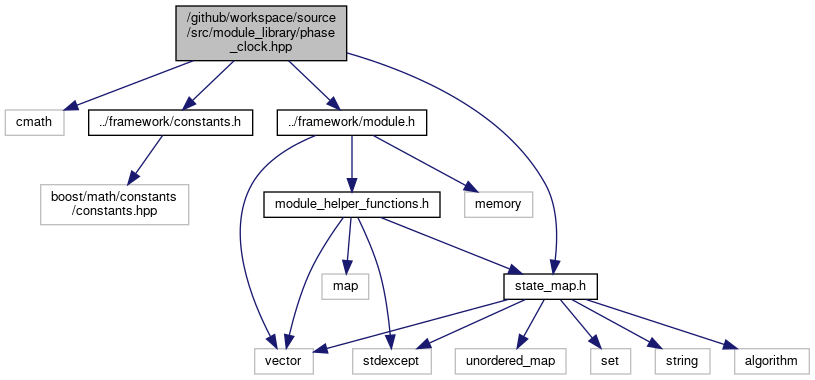 /github/workspace/source
/src/module_library/phase
_clock.hpp
cmath
../framework/constants.h
../framework/module.h
boost/math/constants
/constants.hpp
module_helper_functions.h
memory
map
state_map.h
vector
stdexcept
unordered_map
set
string
algorithm